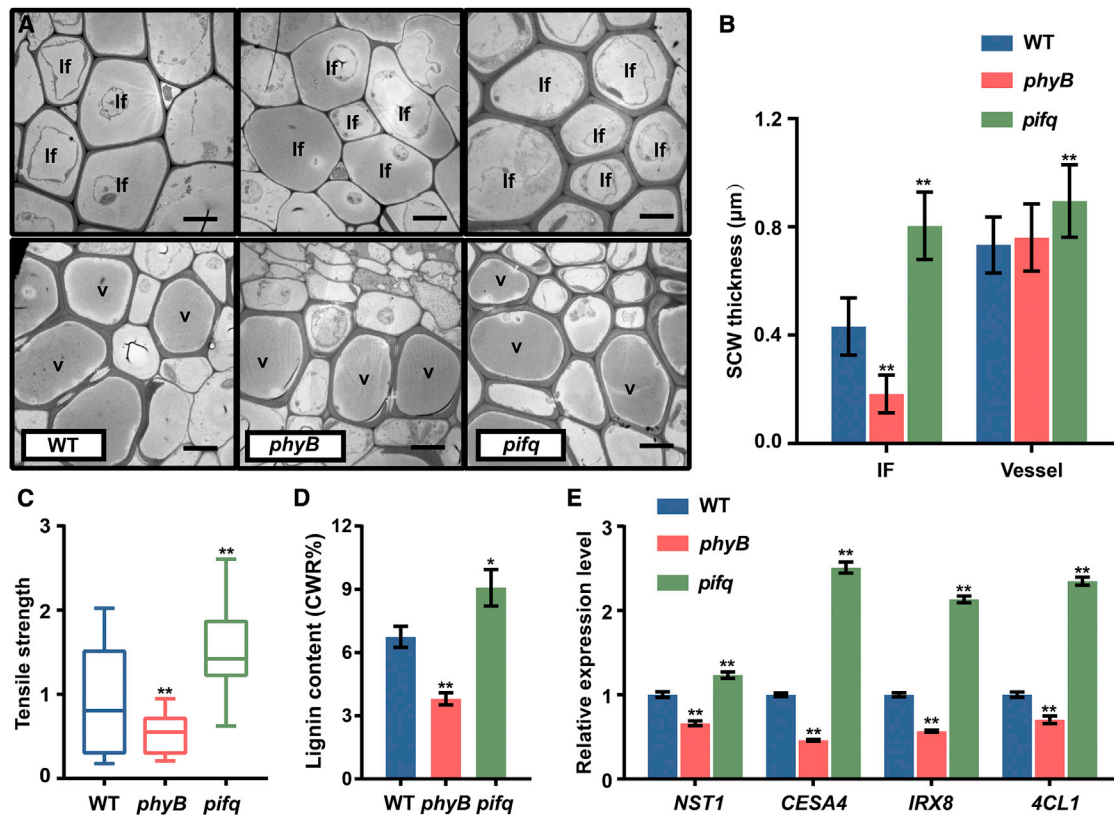 A
If If If If
If If If If If
If If If If If
v v v
v v v
v v v
WT phyB pifq
B
WT
phyB
pifq
SCW thickness (μm)
1.2
0.8
0.4
0.0
** ** **
IF Vessel
C
Tensile strength
3
2
1
0
** **
WT phyB pifq
D
Lignin content (CWR%)
12
9
6
3
0
** *
WT phyB pifq
E
WT
phyB
pifq
Relative expression level
3
2
1
0
** ** ** ** ** ** ** **
NST1 CESA4 IRX8 4CL1